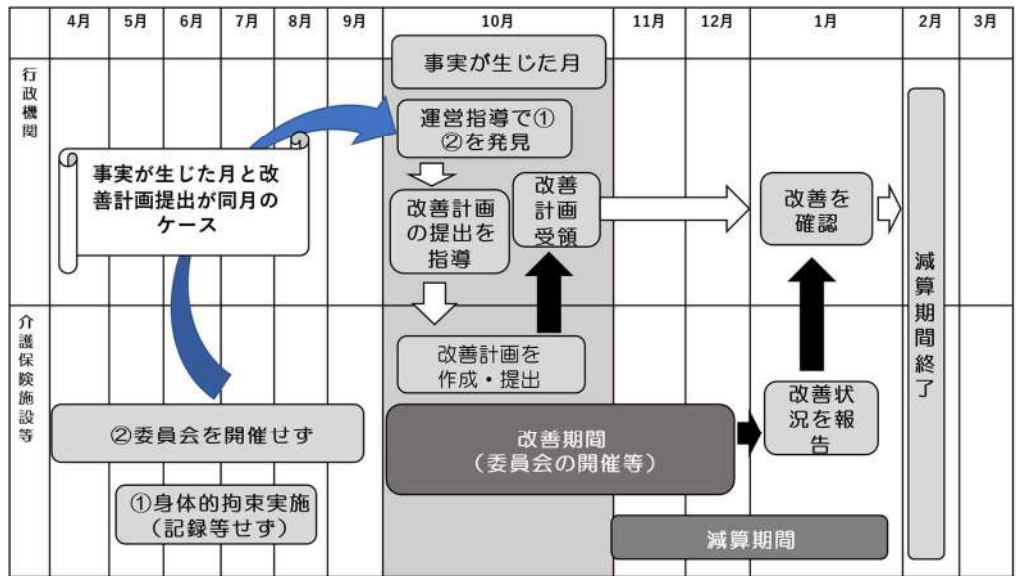 4月 5月 6月 7月 8月 9月 10月 11月 12月 1月 2月 3月
行政機関
事実が生じた月
運営指導で①
②を発見
事実が生じた月と改
善計画提出が同月の
ケース
改善計画
の提出を
指導
改善
計画
受領
改善を
確認
減算期間終了
介護保険施設等
改善計画を
作成・提出
②委員会を開催せず
改善期間
（委員会の開催等）
改善状
況を報
告
①身体的拘束実施
（記録等せず）
減算期間